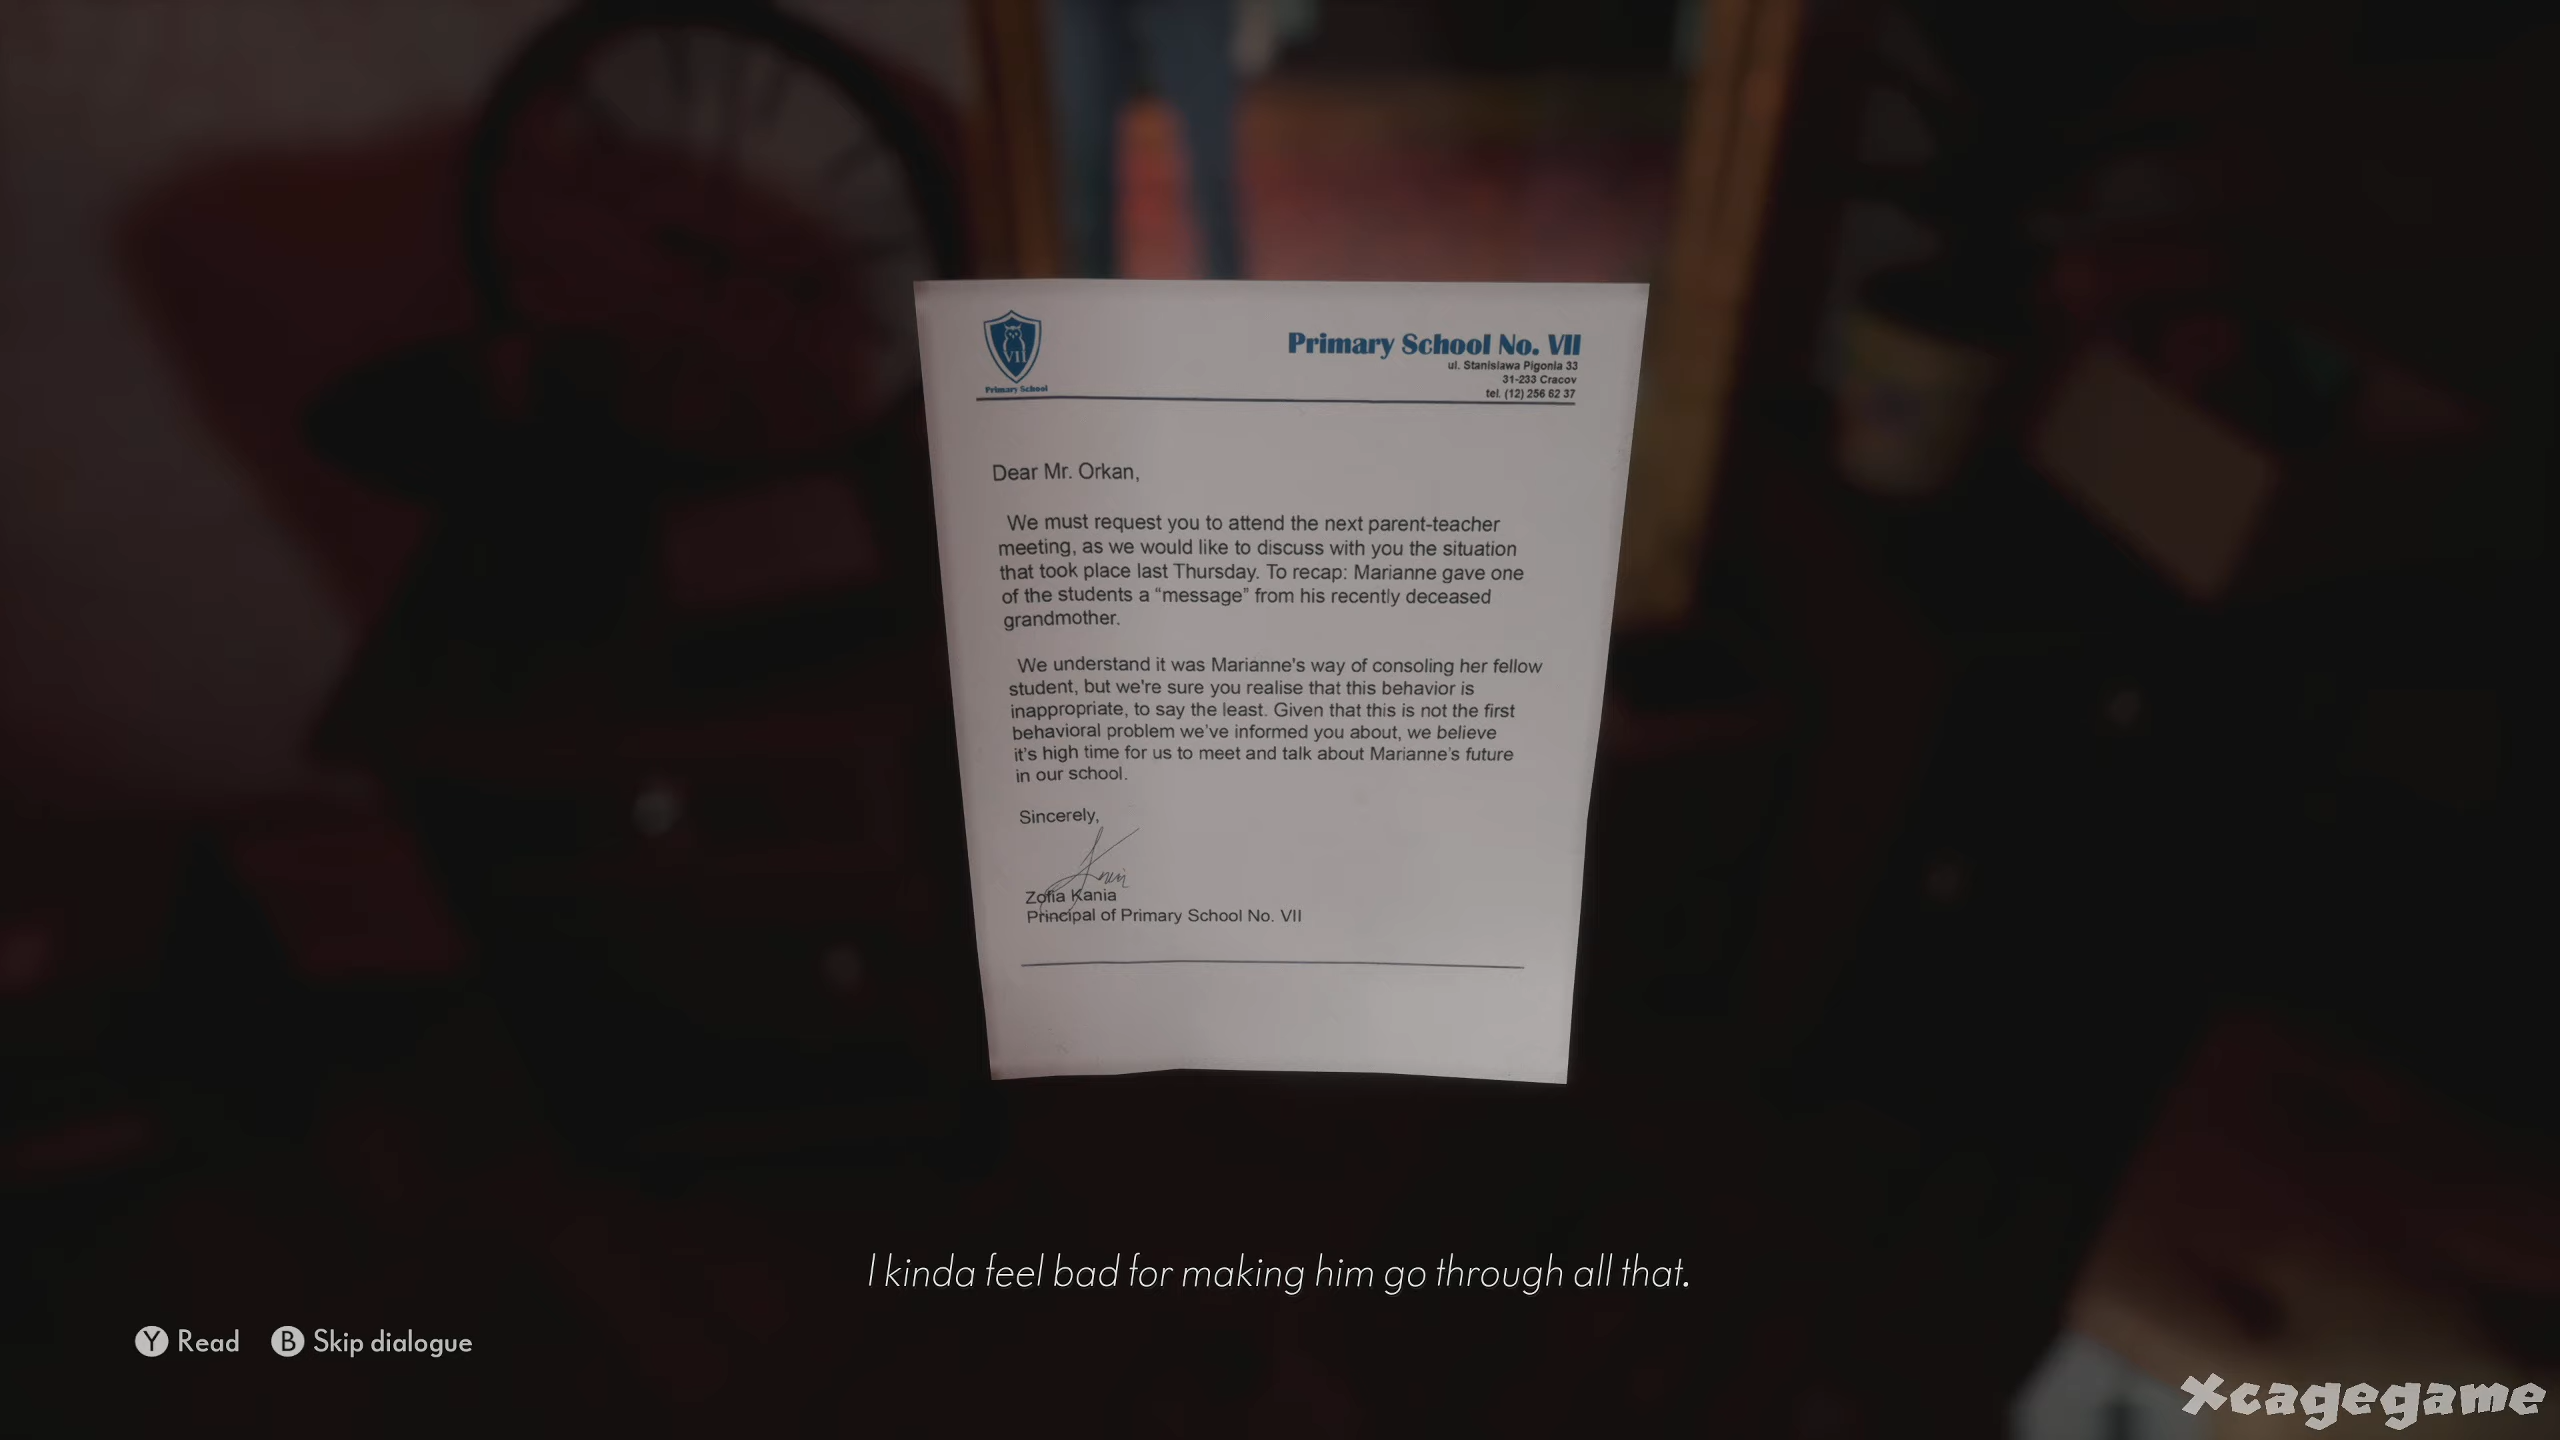 VII
Primary School
Primary School No. VII
ul. Stanislawa Pigonia 33
31-233 Cracov
tel. (12) 256 62 37
Dear Mr. Orkan,
We must request you to attend the next parent-teacher
meeting, as we would like to discuss with you the situation
that took place last Thursday. To recap: Marianne gave one
of the students a “message” from his recently deceased
grandmother.
We understand it was Marianne's way of consoling her fellow
student, but we're sure you realise that this behavior is
inappropriate, to say the least. Given that this is not the first
behavioral problem we've informed you about, we believe
it's high time for us to meet and talk about Marianne's future
in our school.
Sincerely,
Zofia Kania
Principal of Primary School No. VII
I kinda feel bad for making him go through all that.
Y Read B Skip dialogue
Xcagegame